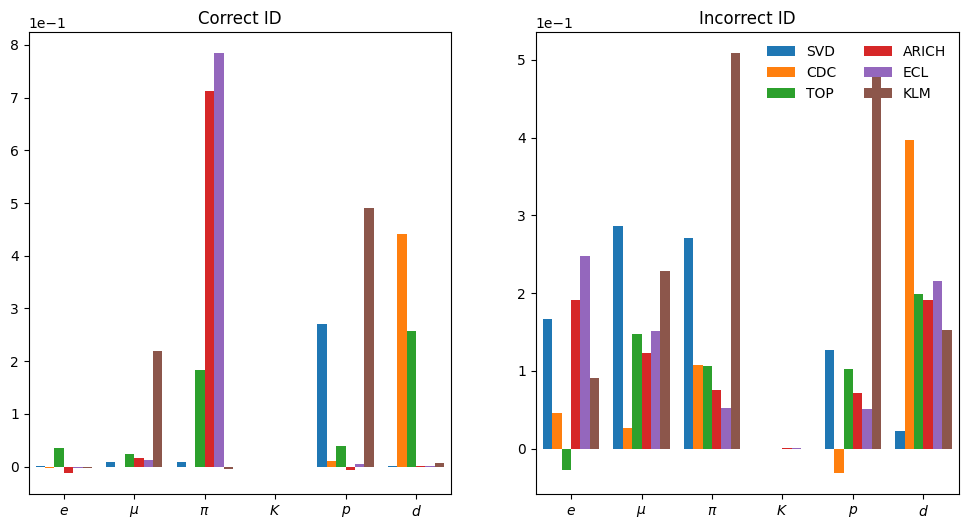 Correct ID
1e−1
8
7
6
5
4
3
2
1
0
e μ π K p d
Incorrect ID
1e−1
5
4
3
2
1
0
e μ π K p d
SVD ARICH
CDC ECL
TOP KLM